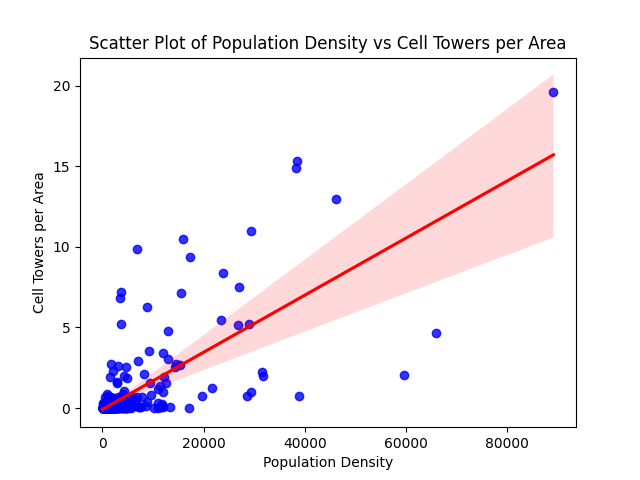 Scatter Plot of Population Density vs Cell Towers per Area
20
15
10
5
0
Cell Towers per Area
0 20000 40000 60000 80000
Population Density